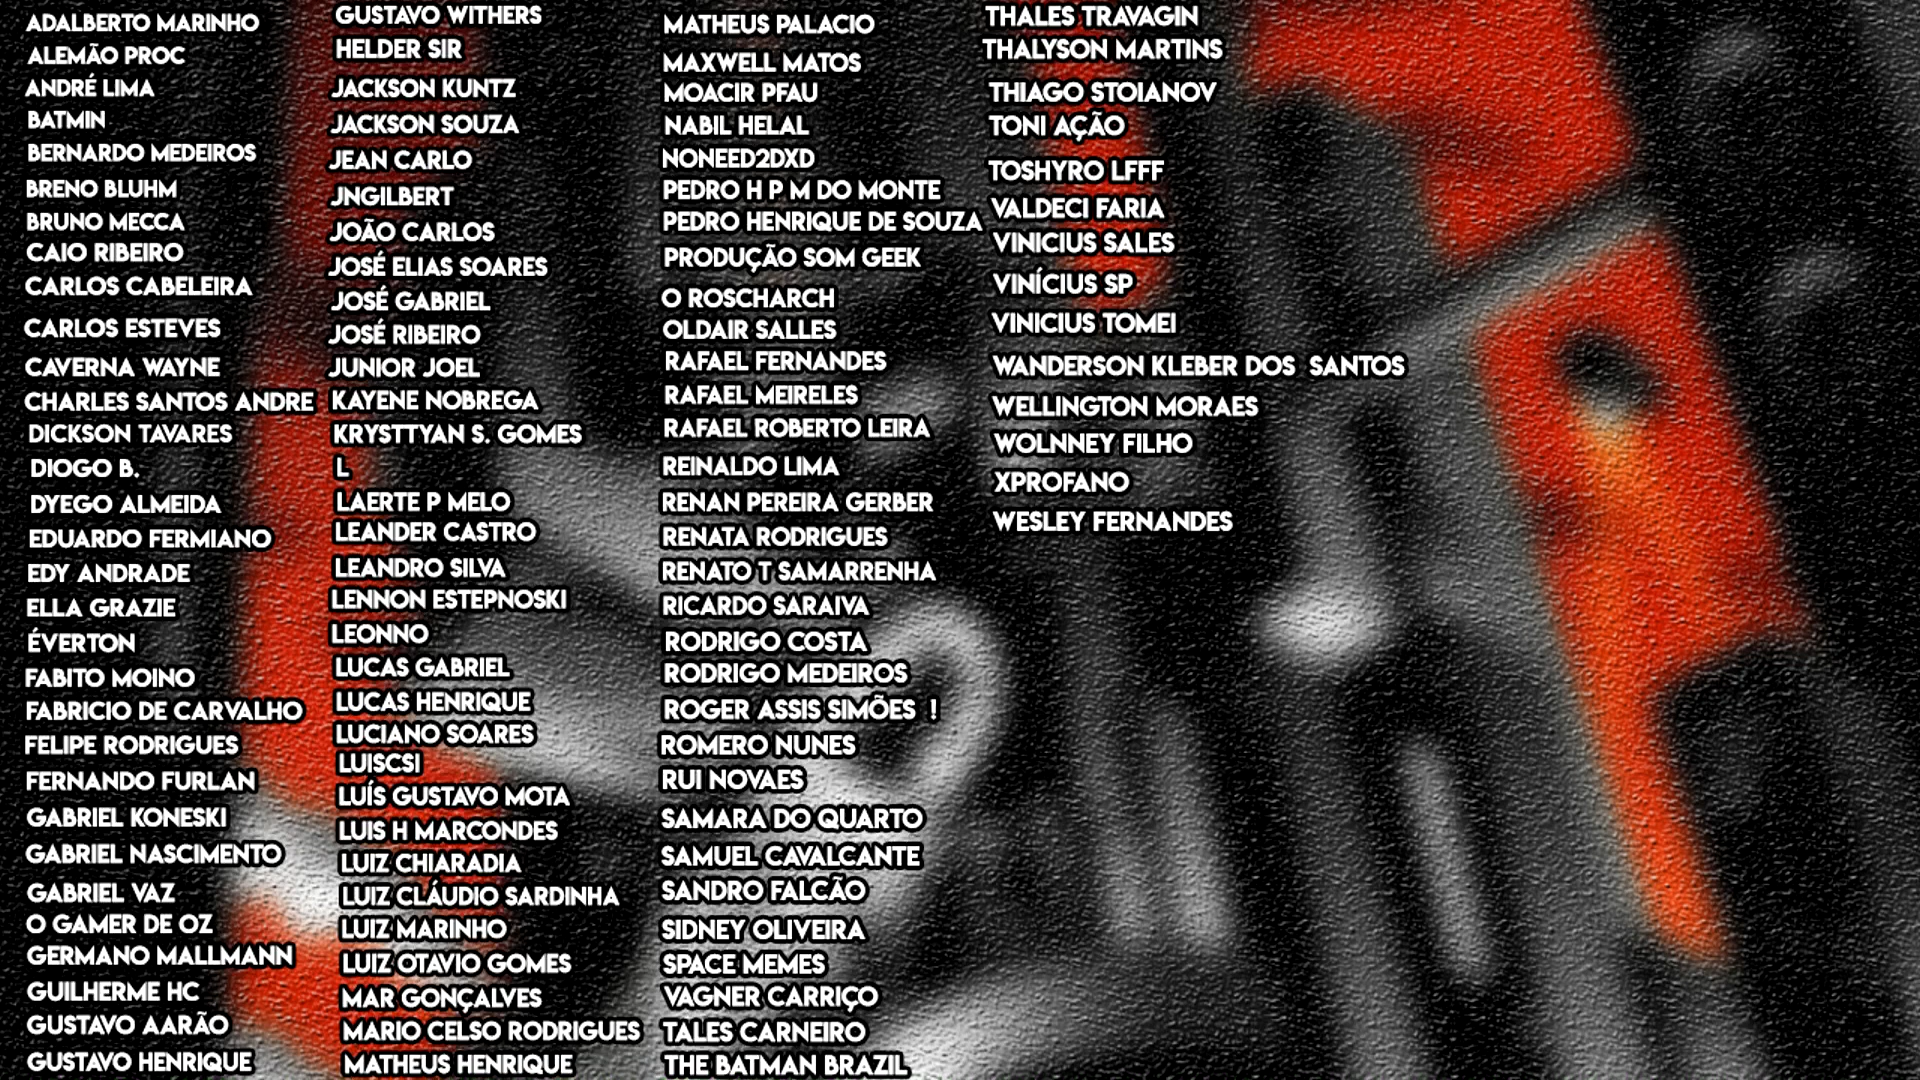 ADALBERTO MARINHO
ALEMÃO PROC
ANDRÉ LIMA
BATMIN
BERNARDO MEDEIROS
BRENO BLUHM
BRUNO MECCA
CAIO RIBEIRO
CARLOS CABELEIRA
CARLOS ESTEVES
CAVERNA WAYNE
CHARLES SANTOS ANDRE
DICKSON TAVARES
DIOGO B.
DYEGO ALMEIDA
EDUARDO FERMIANO
EDY ANDRADE
ELLA GRAZIE
ÉVERTON
FABITO MOINO
FABRICIO DE CARVALHO
FELIPE RODRIGUES
FERNANDO FURLAN
GABRIEL KONESKI
GABRIEL NASCIMENTO
GABRIEL VAZ
O GAMER DE OZ
GERMANO MALLMANN
GUILHERME HC
GUSTAVO AARÃO
GUSTAVO HENRIQUE
GUSTAVO WITHERS
HELDER SIR
JACKSON KUNTZ
JACKSON SOUZA
JEAN CARLO
JNGILBERT
JOÃO CARLOS
JOSÉ ELIAS SOARES
JOSÉ GABRIEL
JOSÉ RIBEIRO
JUNIOR JOEL
KAYENE NOBREGA
KRYSTTYAN S. GOMES
L
LAERTE P MELO
LEANDER CASTRO
LEANDRO SILVA
LENNON ESTEPNOSKI
LEONNO
LUCAS GABRIEL
LUCAS HENRIQUE
LUCIANO SOARES
LUISCSI
LUÍS GUSTAVO MOTA
LUIS H MARCONDES
LUIZ CHIARADIA
LUIZ CLÁUDIO SARDINHA
LUIZ MARINHO
LUIZ OTAVIO GOMES
MAR GONÇALVES
MARIO CELSO RODRIGUES
MATHEUS HENRIQUE
MATHEUS PALACIO
MAXWELL MATOS
MOACIR PFAU
NABIL HELAL
NONEED2DXD
PEDRO H P M DO MONTE
PEDRO HENRIQUE DE SOUZA
PRODUÇÃO SOM GEEK
O ROSCHARCH
OLDAIR SALLES
RAFAEL FERNANDES
RAFAEL MEIRELES
RAFAEL ROBERTO LEIRA
REINALDO LIMA
RENAN PEREIRA GERBER
RENATA RODRIGUES
RENATO T SAMARRENHA
RICARDO SARAIVA
RODRIGO COSTA
RODRIGO MEDEIROS
ROGER ASSIS SIMÕES !
ROMERO NUNES
RUI NOVAES
SAMARA DO QUARTO
SAMUEL CAVALCANTE
SANDRO FALCÃO
SIDNEY OLIVEIRA
SPACE MEMES
VAGNER CARRIÇO
TALES CARNEIRO
THE BATMAN BRAZIL
THALES TRAVAGIN
THALYSON MARTINS
THIAGO STOIANOV
TONI AÇÃO
TOSHYRO LFFF
VALDECI FARIA
VINICIUS SALES
VINÍCIUS SP
VINICIUS TOMEI
WANDERSON KLEBER DOS SANTOS
WELLINGTON MORAES
WOLNNEY FILHO
XPROFANO
WESLEY FERNANDES